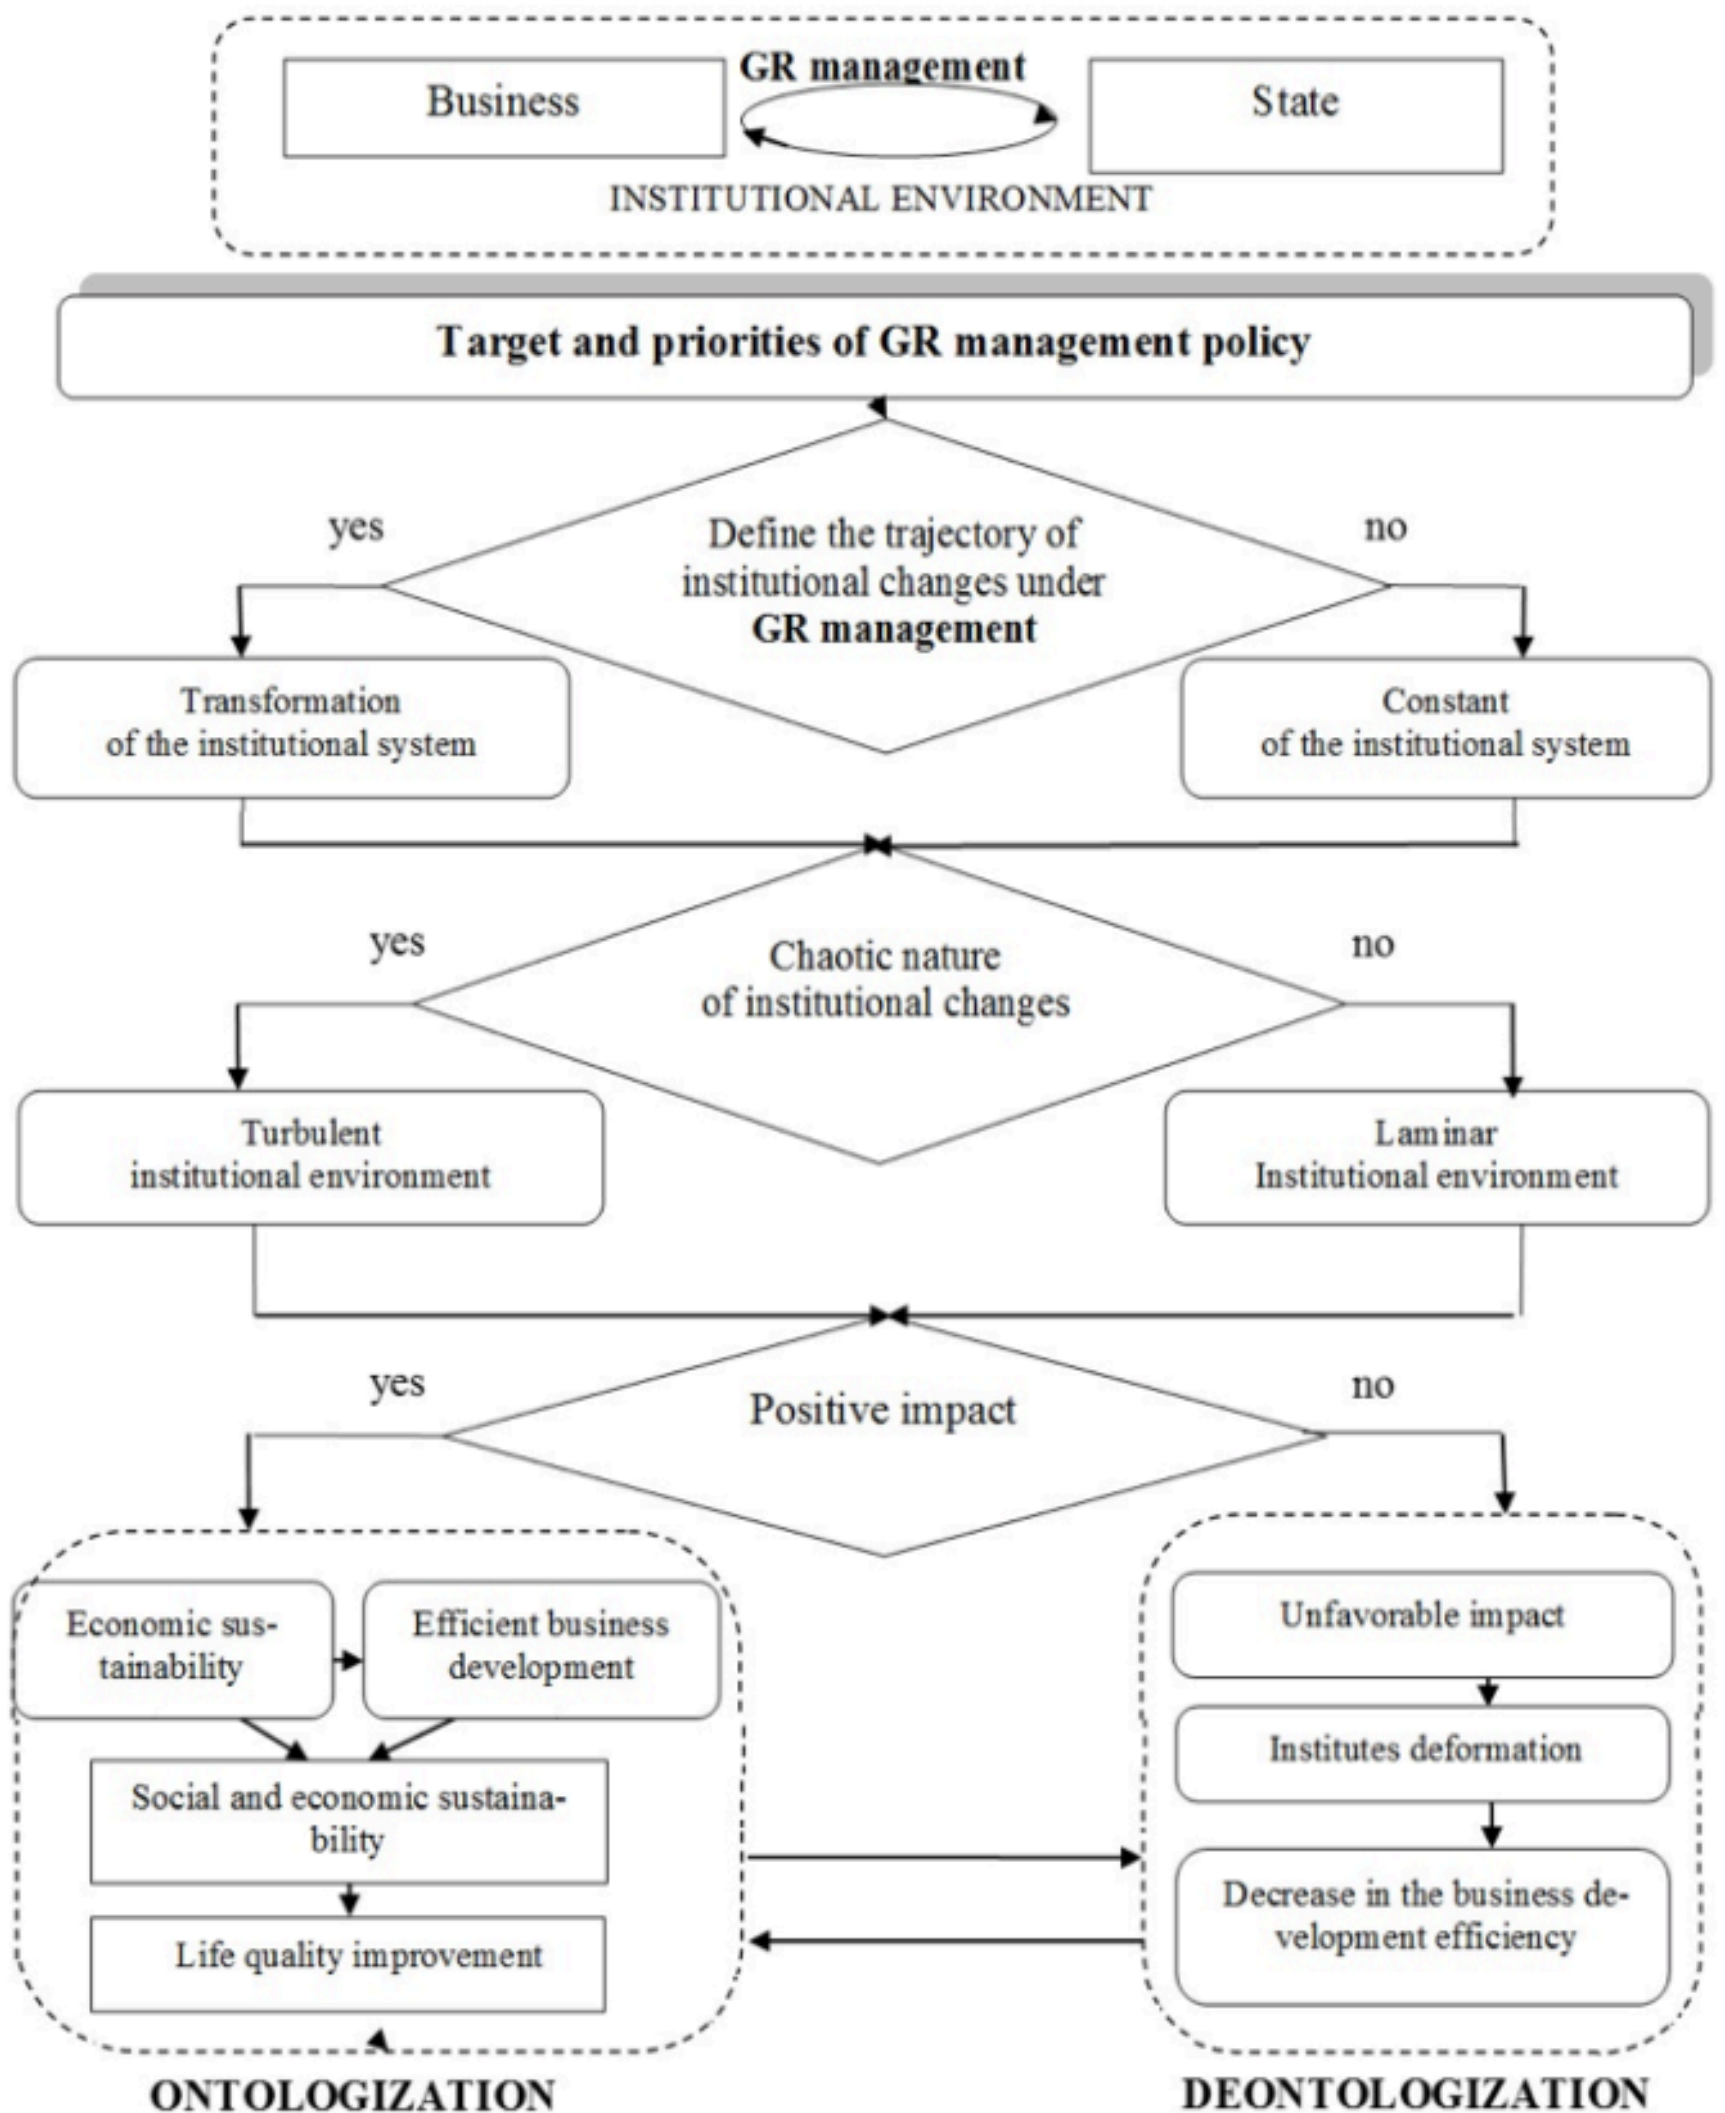 GR management
Business
State
INSTITUTIONAL ENVIRONMENT
Target and priorities of GR management policy
yes
Define the trajectory of
institutional changes under
GR management
no
Transformation
of the institutional system
Constant
of the institutional system
yes
Chaotic nature
of institutional changes
no
Turbulent
institutional environment
Laminar
Institutional environment
yes
Positive impact
no
Economic sus-
tainability
Efficient business
development
Social and economic sustaina-
bility
Life quality improvement
ONTOLOGIZATION
Unfavorable impact
Institutes deformation
Decrease in the business de-
velopment efficiency
DEONTOLOGIZATION